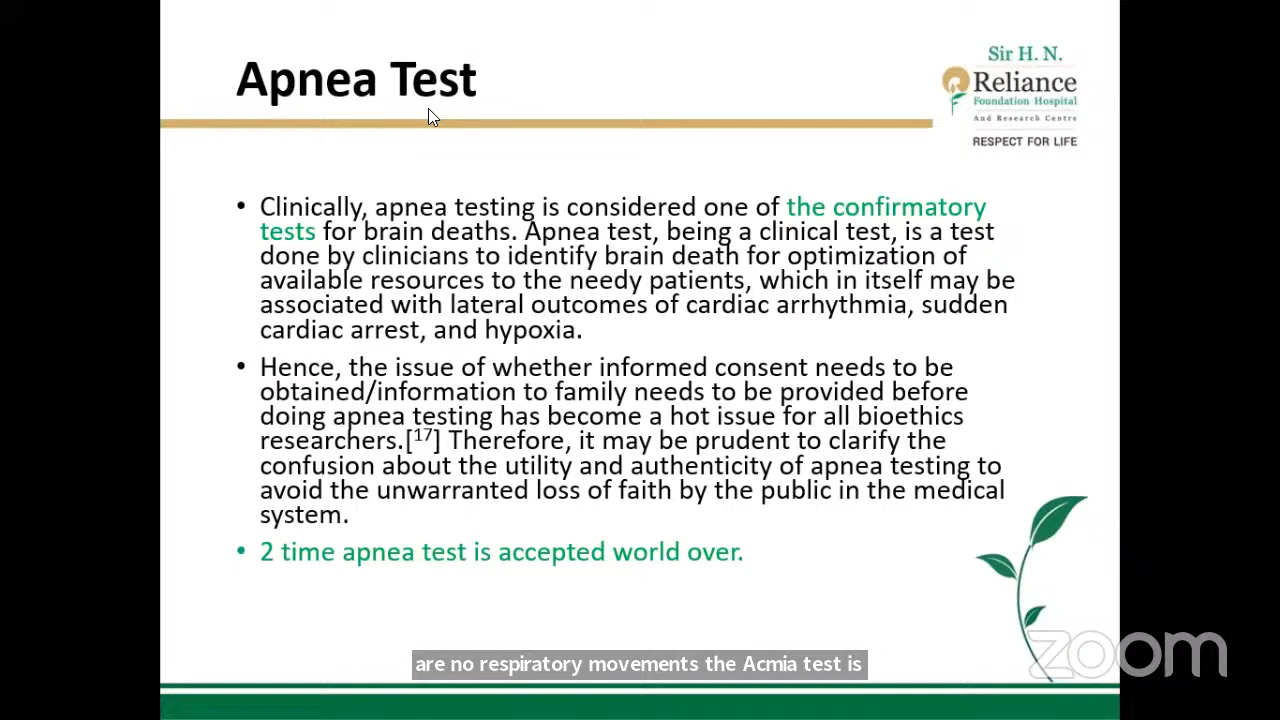 Apnea Test
Sir H. N.
Reliance
Foundation Hospital
And Research Centre
RESPECT FOR LIFE
• Clinically, apnea testing is considered one of the confirmatory
tests for brain deaths. Apnea test, being a clinical test, is a test
done by clinicians to identify brain death for optimization of
available resources to the needy patients, which in itself may be
associated with lateral outcomes of cardiac arrhythmia, sudden
cardiac arrest, and hypoxia.
• Hence, the issue of whether informed consent needs to be
obtained/information to family needs to be provided before
doing apnea testing has become a hot issue for all bioethics
researchers.[17] Therefore, it may be prudent to clarify the
confusion about the utility and authenticity of apnea testing to
avoid the unwarranted loss of faith by the public in the medical
system.
• 2 time apnea test is accepted world over.
zoom
are no respiratory movements the Acmia test is